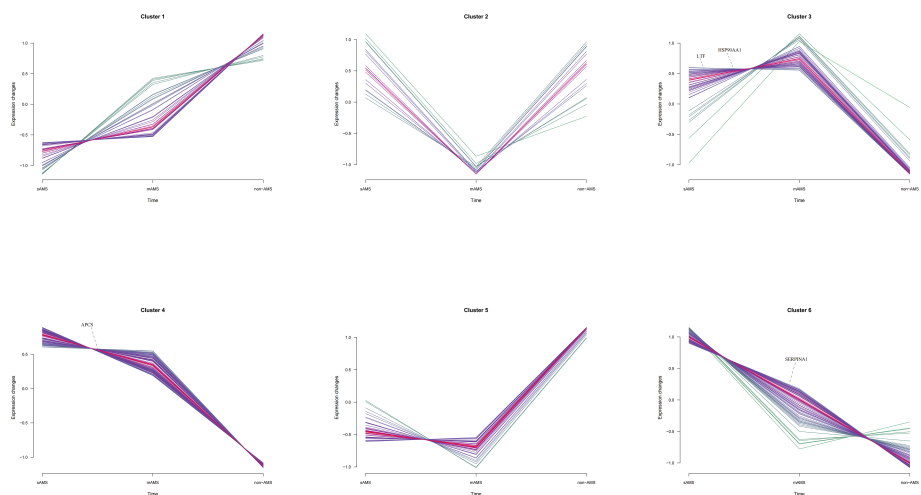 Cluster 1
Expression changes
1.0
0.5
0.0
−0.5
−1.0
sAMS
mAMS
non−AMS
Time
Cluster 2
Expression changes
1.0
0.5
0.0
−0.5
−1.0
sAMS
mAMS
non−AMS
Time
Cluster 3
LTF
HSP90AA1
Expression changes
1.0
0.5
0.0
−0.5
−1.0
sAMS
mAMS
non−AMS
Time
Cluster 4
APCS
Expression changes
0.5
0.0
−0.5
−1.0
sAMS
mAMS
non−AMS
Time
Cluster 5
Expression changes
1.0
0.5
0.0
−0.5
−1.0
sAMS
mAMS
non−AMS
Time
Cluster 6
SERPINA1
Expression changes
1.0
0.5
0.0
−0.5
−1.0
sAMS
mAMS
non−AMS
Time